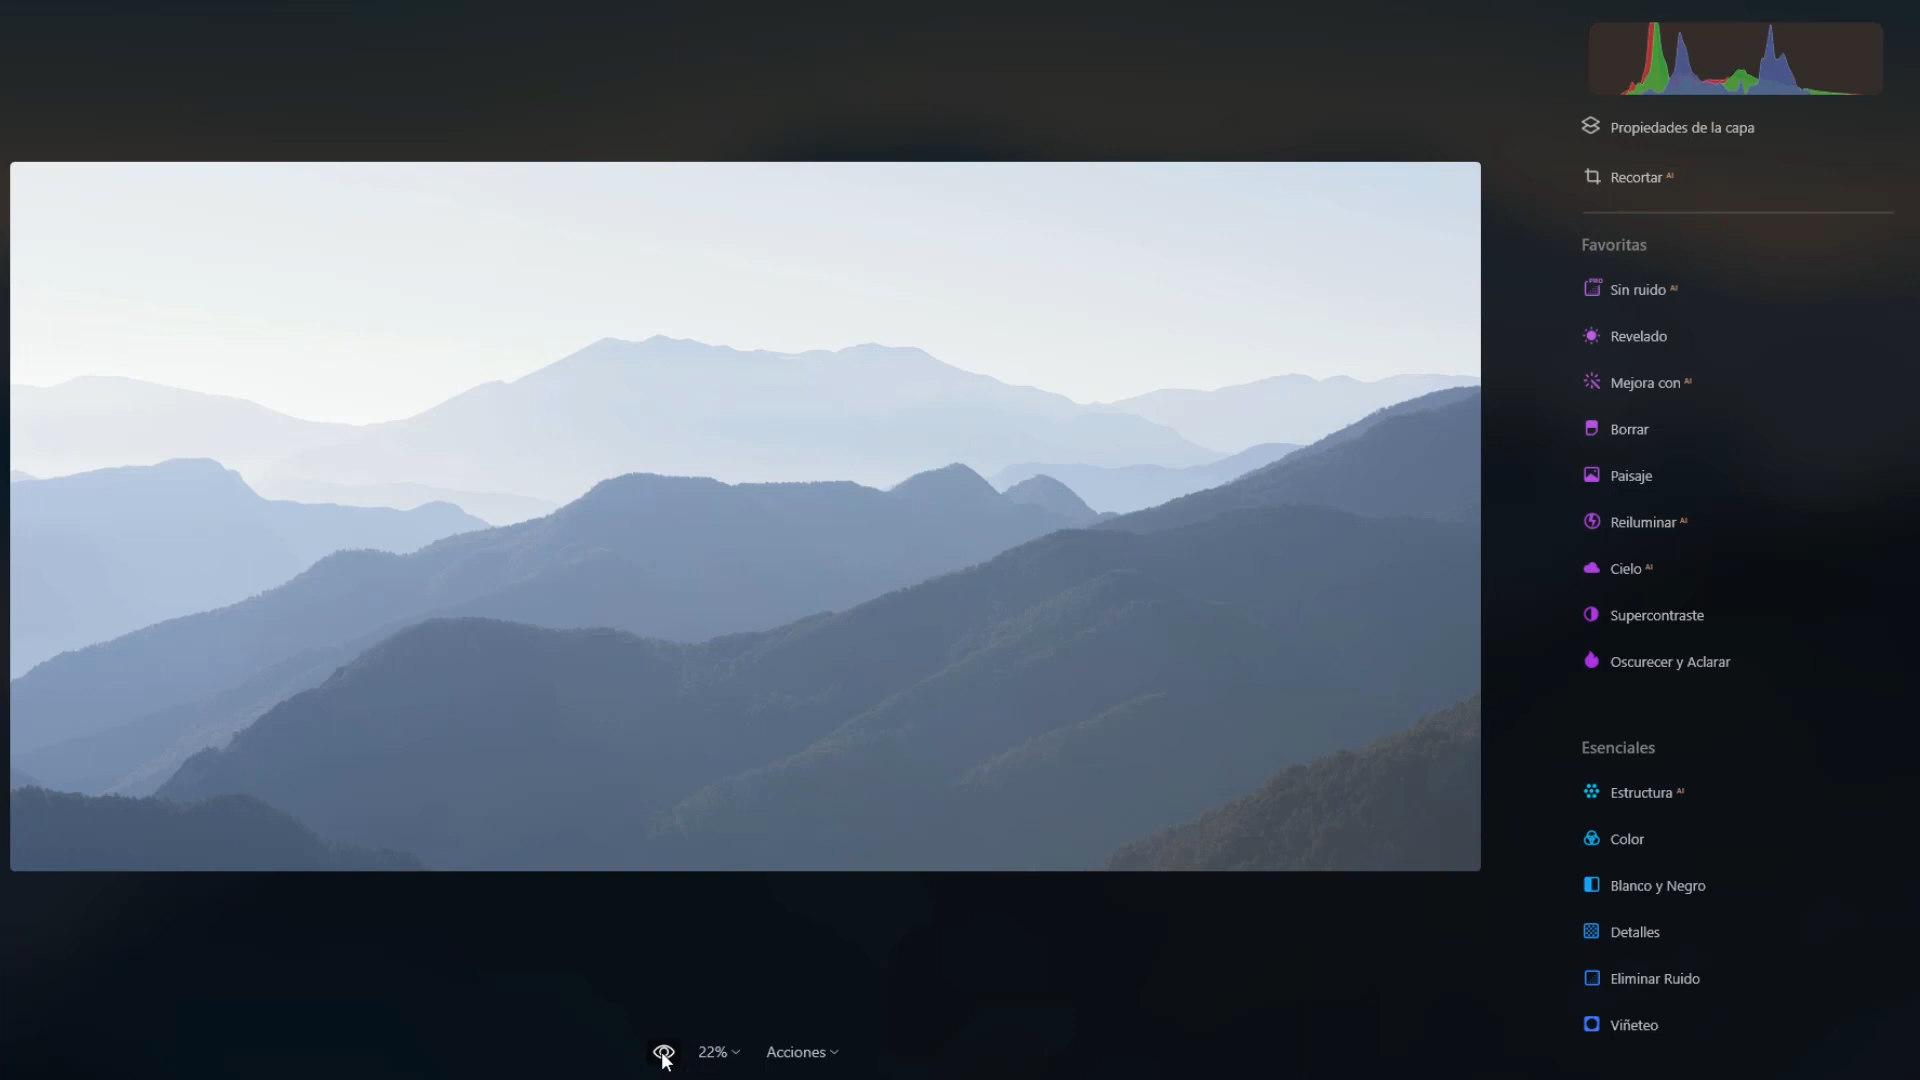 Propiedades de la capa
Recortar AI
Favoritas
PRO
Sin ruido AI
Revelado
Mejora con AI
Borrar
Paisaje
Reiluminar AI
Cielo AI
Supercontraste
Oscurecer y Aclarar
Esenciales
Estructura AI
Color
Blanco y Negro
Detalles
Eliminar Ruido
Viñeteo
22% Acciones